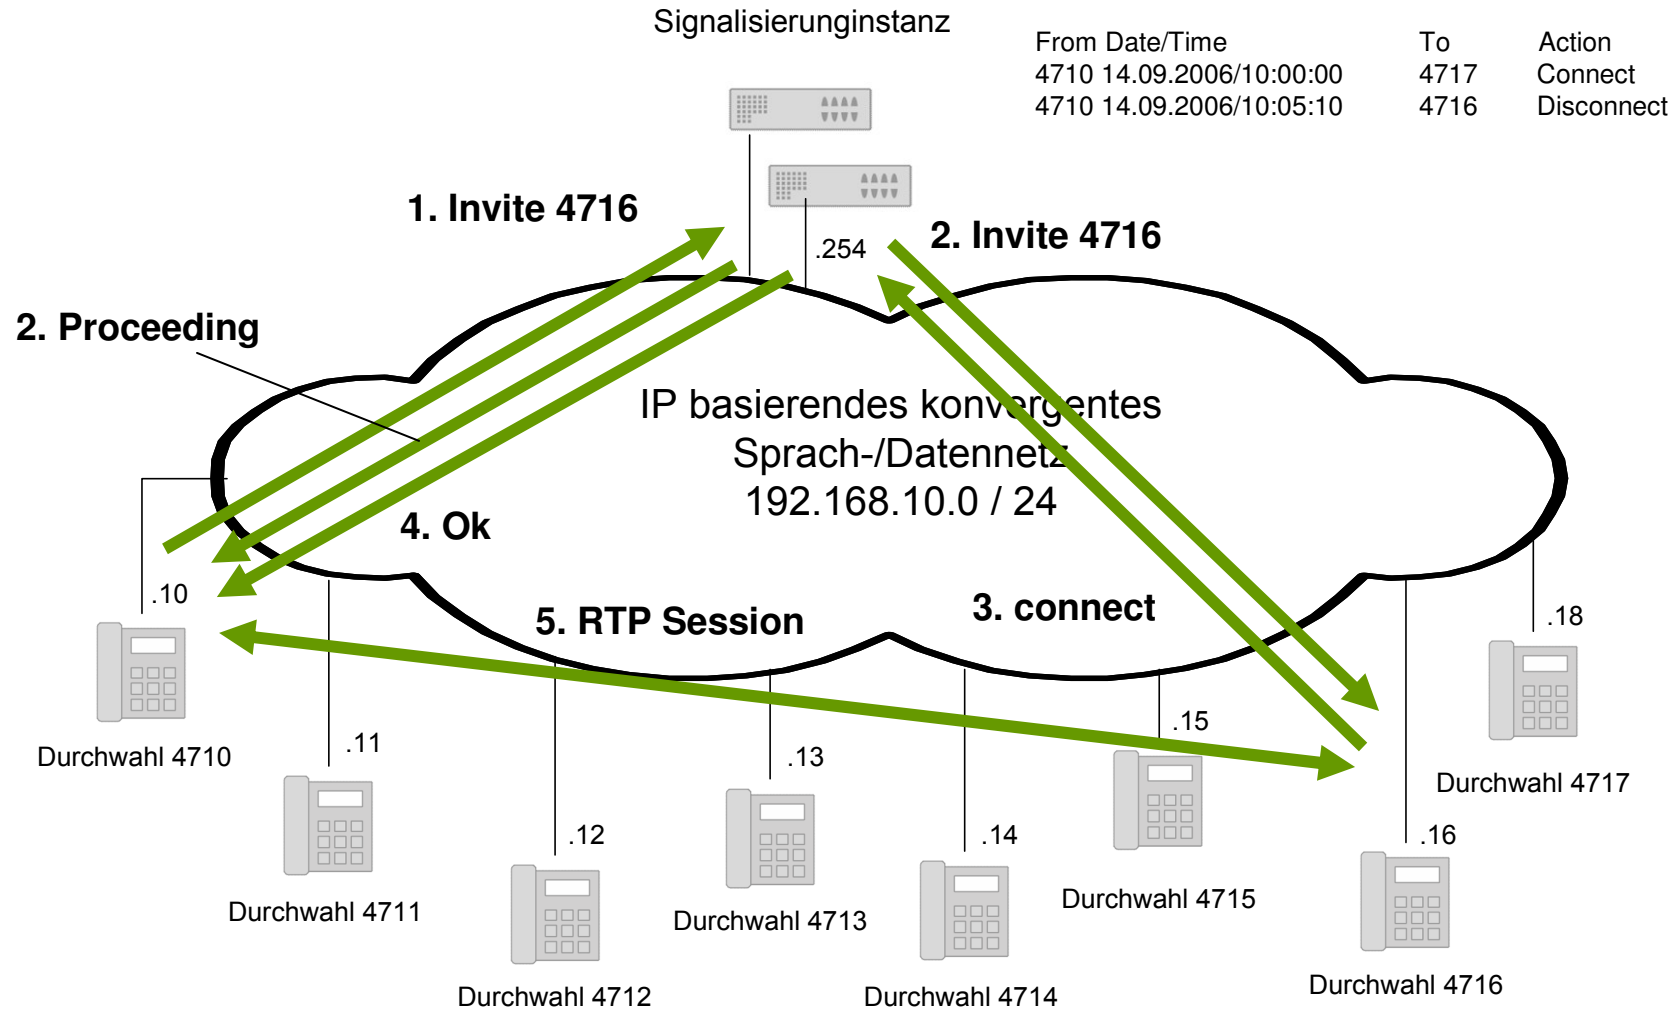 Signalisierunginstanz
From Date/Time To Action
4710 14.09.2006/10:00:00 4717 Connect
4710 14.09.2006/10:05:10 4716 Disconnect
1. Invite 4716
2. Invite 4716
.254
2. Proceeding
IP basierendes konvergentes
Sprach-/Datennetz
192.168.10.0 / 24
4. Ok
.10
5. RTP Session
3. connect
.18
Durchwahl 4710
.11
.13
.15
Durchwahl 4717
.12
.14
.16
Durchwahl 4711
Durchwahl 4713
Durchwahl 4715
Durchwahl 4712
Durchwahl 4714
Durchwahl 4716